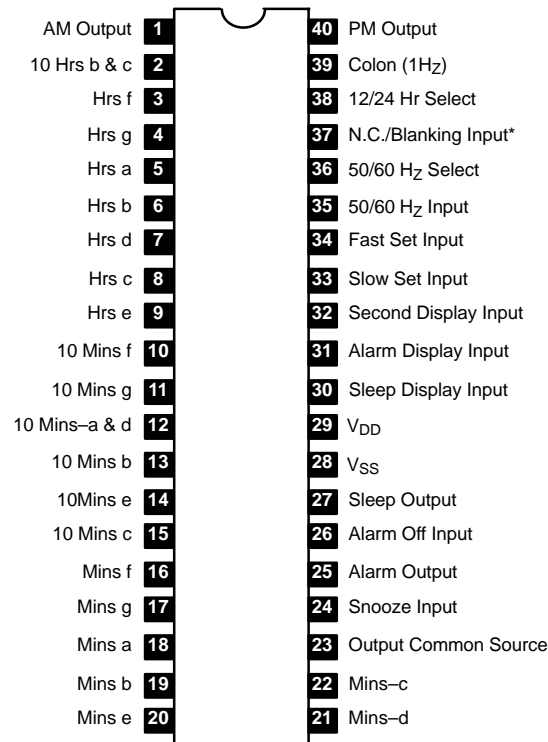 AM Output 1 40 PM Output
10 Hrs b & c 2 39 Colon (1HZ)
Hrs f 3 38 12/24 Hr Select
Hrs g 4 37 N.C./Blanking Input*
Hrs a 5 36 50/60 HZ Select
Hrs b 6 35 50/60 HZ Input
Hrs d 7 34 Fast Set Input
Hrs c 8 33 Slow Set Input
Hrs e 9 32 Second Display Input
10 Mins f 10 31 Alarm Display Input
10 Mins g 11 30 Sleep Display Input
10 Mins–a & d 12 29 VDD
10 Mins b 13 28 VSS
10Mins e 14 27 Sleep Output
10 Mins c 15 26 Alarm Off Input
Mins f 16 25 Alarm Output
Mins g 17 24 Snooze Input
Mins a 18 23 Output Common Source
Mins b 19 22 Mins–c
Mins e 20 21 Mins–d